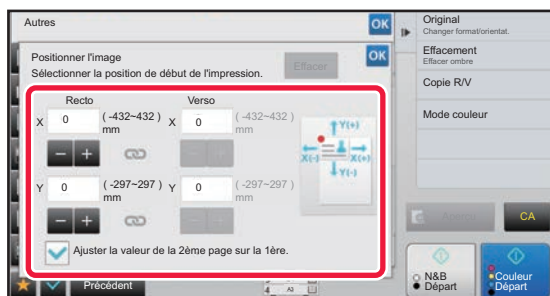 Autres
OK
Original
Changer format/orientat.
Positionner l'image
Sélectionner la position de début de l'impression.
Effacer
OK
Effacement
Effacer ombre
Copie R/V
Mode couleur
Recto
Verso
X 0 (-432~432) mm X 0 (-432~432) mm
Y(+)
X(-) X(+)
Y(-)
Y 0 (-297~297) mm Y 0 (-297~297) mm
Ajuster la valeur de la 2ème page sur la 1ère.
CA
Précédent
A3
N&B
Départ
Couleur
Départ